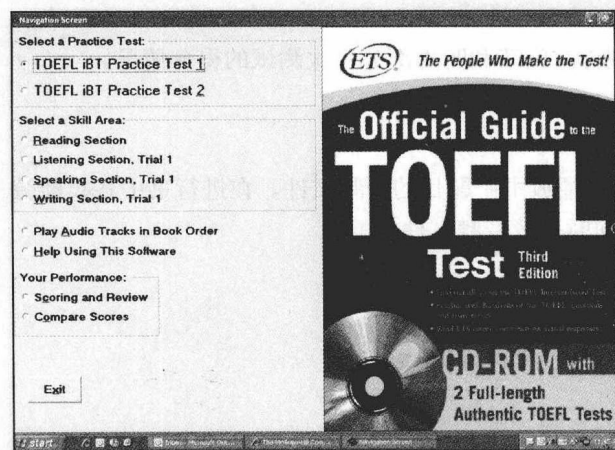 Navigation Screen
Select a Practice Test:
TOEFL iBT Practice Test 1
TOEFL iBT Practice Test 2
Select a Skill Area:
Reading Section
Listening Section, Trial 1
Speaking Section, Trial 1
Writing Section, Trial 1
Play Audio Tracks in Book Order
Help Using This Software
Your Performance:
Scoring and Review
Compare Scores
Exit
ETS The People Who Make the Test!
The Official Guide to the
TOEFL
Test Third
Edition
CD-ROM with
2 Full-length
Authentic TOEFL Tests
start